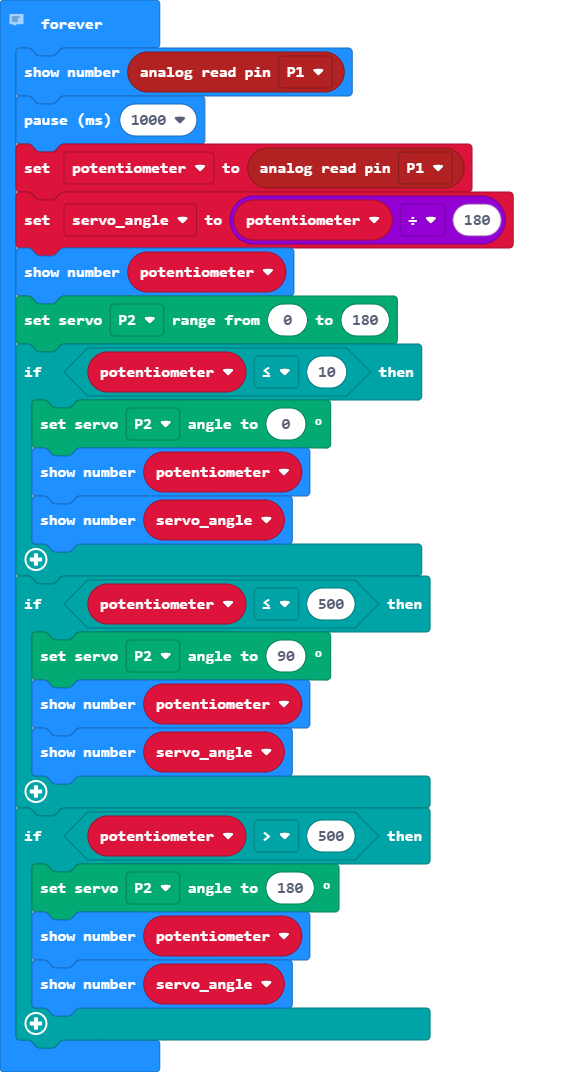 forever
show number analog read pin P1
pause (ms) 1000
set potentiometer to analog read pin P1
set servo_angle to potentiometer ÷ 180
show number potentiometer
set servo P2 range from 0 to 180
if potentiometer ≤ 10 then
set servo P2 angle to 0 °
show number potentiometer
show number servo_angle
if potentiometer ≤ 500 then
set servo P2 angle to 90 °
show number potentiometer
show number servo_angle
if potentiometer > 500 then
set servo P2 angle to 180 °
show number potentiometer
show number servo_angle